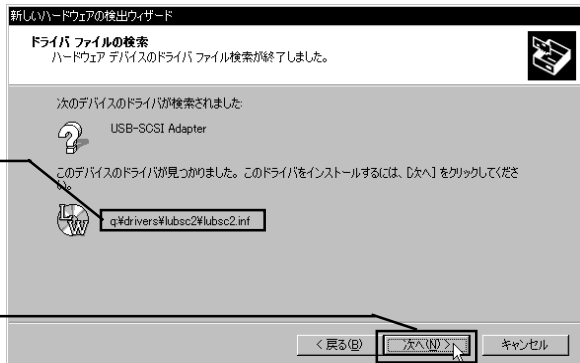 新しいハードウェアの検出ウィザード
ドライバ ファイルの検索
ハードウェア デバイスのドライバ ファイル検索が終了しました。
次のデバイスのドライバが検索されました:
USB-SCSI Adapter
このデバイスのドライバが見つかりました。このドライバをインストールするには、[次へ] をクリックしてくださ
い。
q:¥drivers¥lubsc2¥lubsc2.inf
< 戻る(B)
次へ(N) >
キャンセル